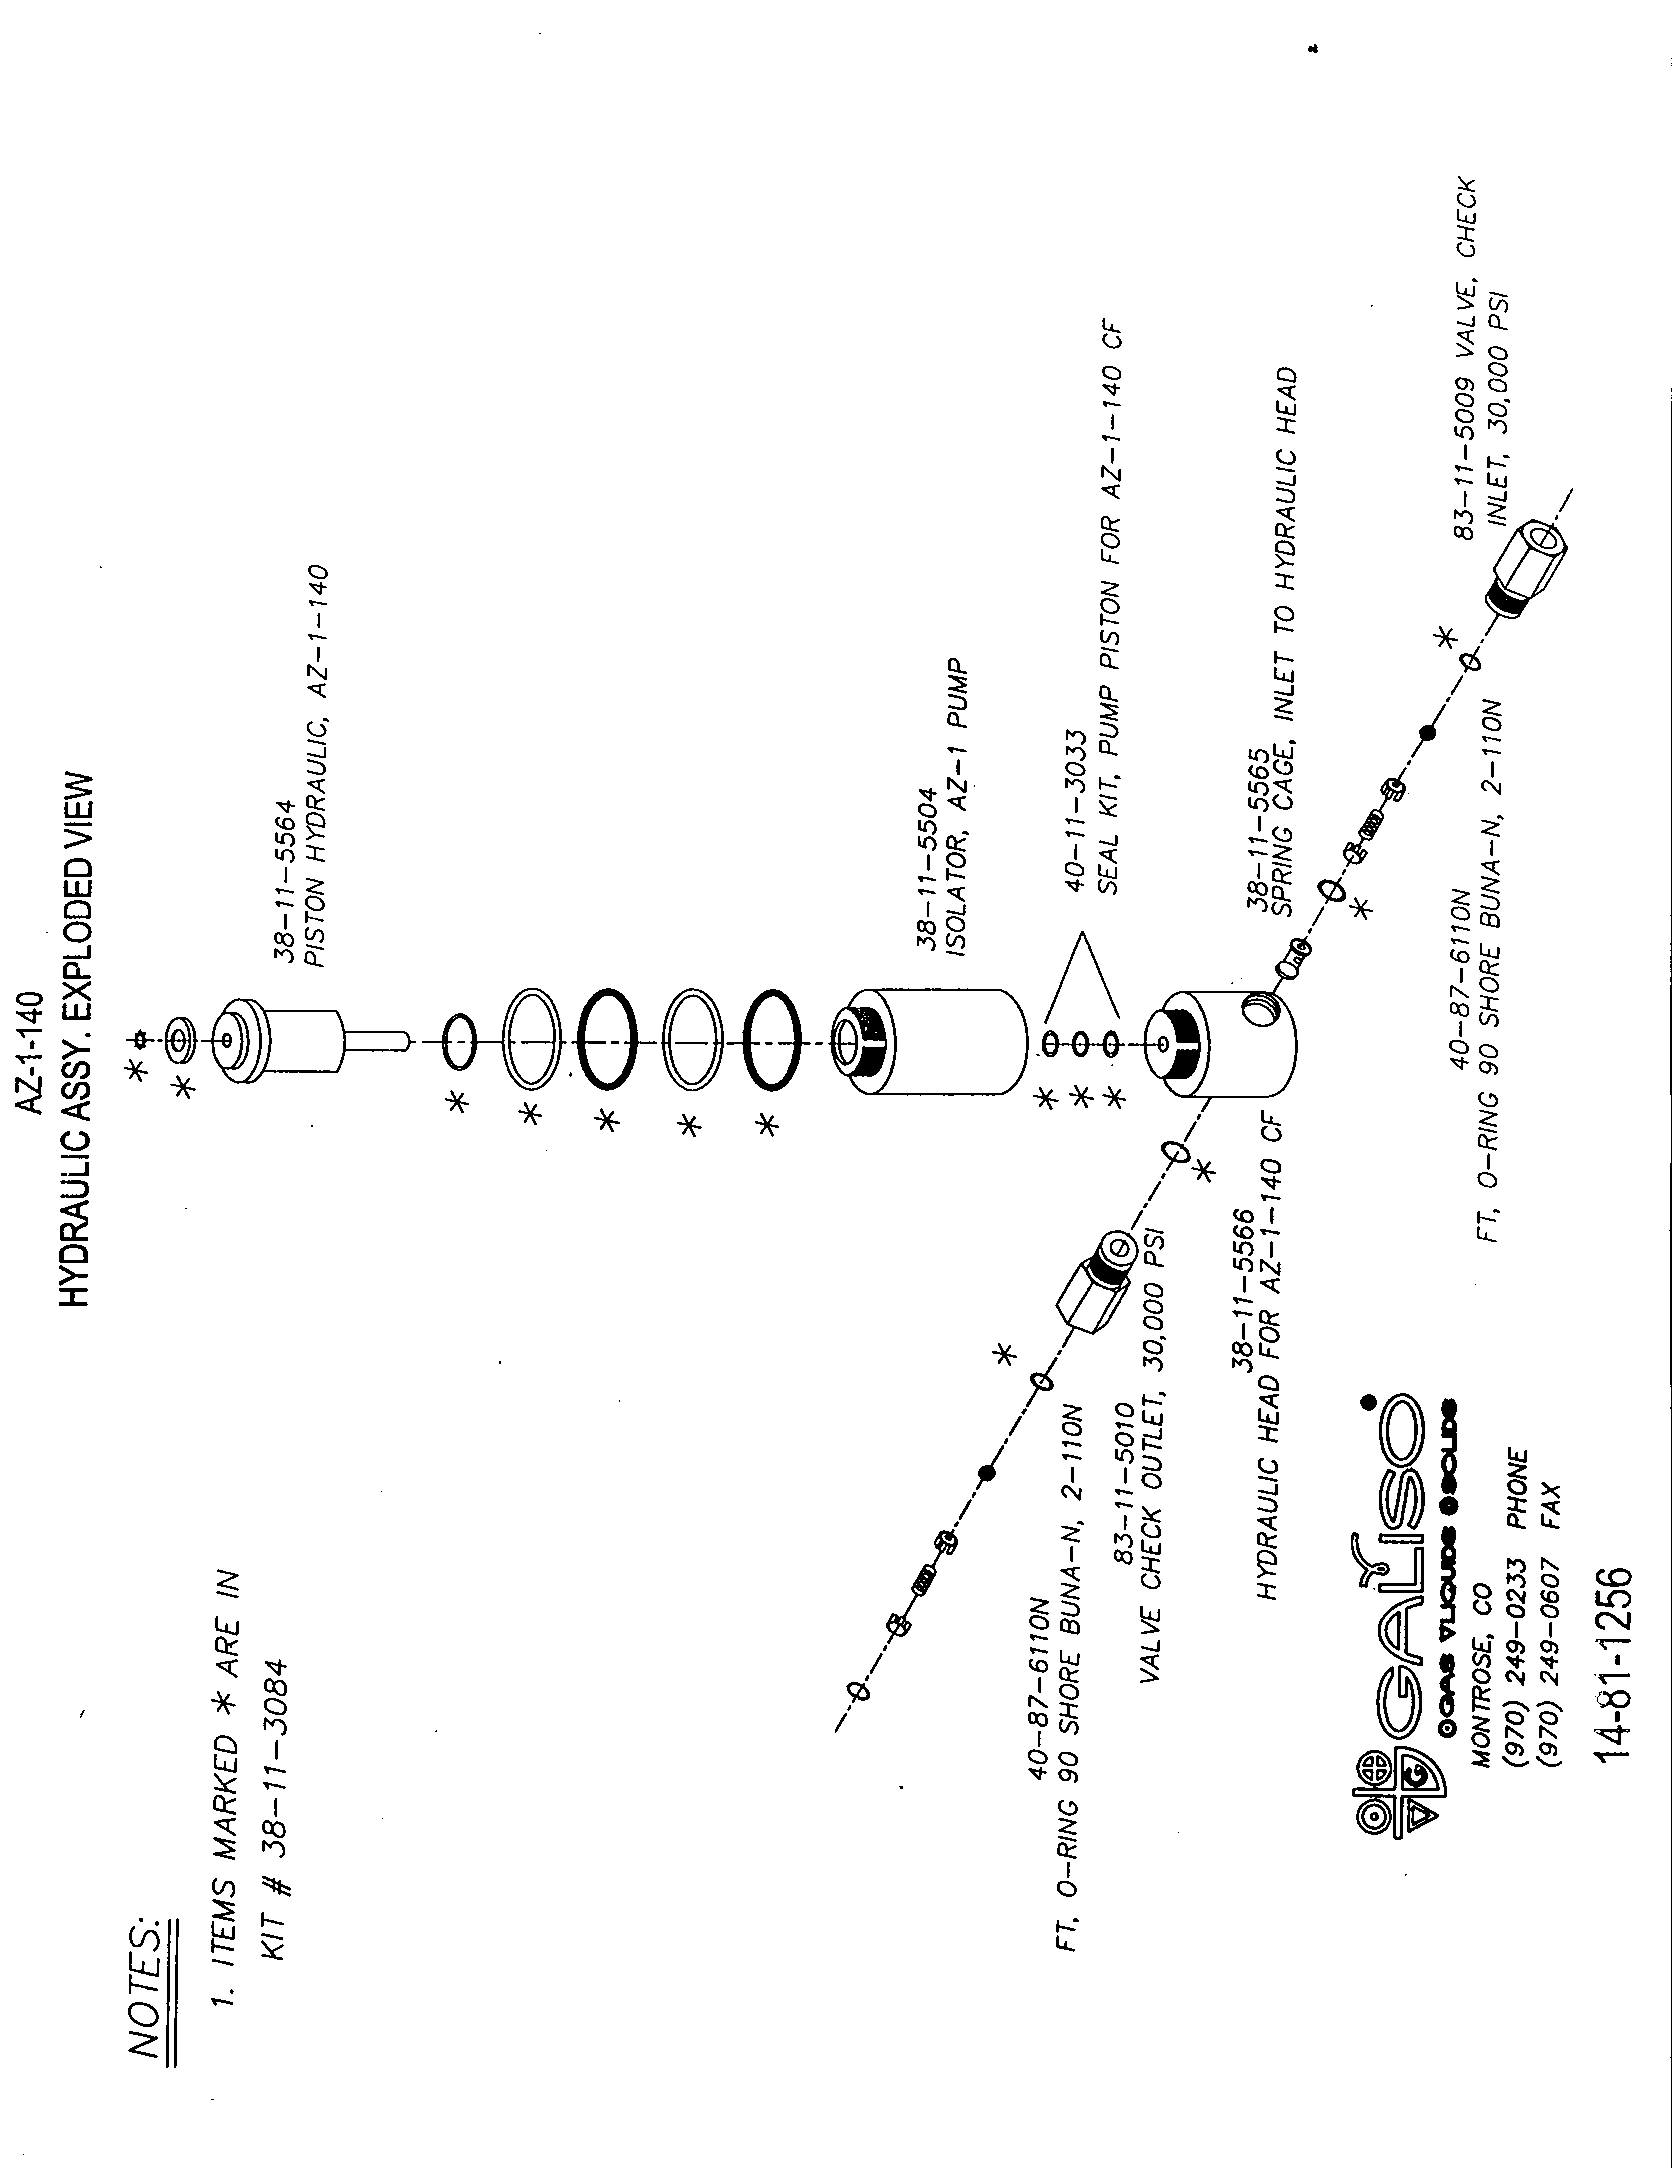 AZ-1-140
HYDRAULIC ASSY. EXPLODED VIEW
NOTES:
1. ITEMS MARKED * ARE IN
KIT # 38-11-3084
*
*
38-11-5564
PISTON HYDRAULIC, AZ-1-140
*
*
*
*
*
38-11-5504
ISOLATOR, AZ-1 PUMP
*
*
*
40-11-3033
SEAL KIT, PUMP PISTON FOR AZ-1-140 CF
38-11-5565
SPRING CAGE, INLET TO HYDRAULIC HEAD
*
*
83-11-5009 VALVE, CHECK
INLET, 30,000 PSI
40-87-6110N
FT, O-RING 90 SHORE BUNA-N, 2-110N
*
*
40-87-6110N
FT, O-RING 90 SHORE BUNA-N, 2-110N
83-11-5010
VALVE CHECK OUTLET, 30,000 PSI
38-11-5566
HYDRAULIC HEAD FOR AZ-1-140 CF
G
GALISO
GAS LIQUIDS SOLIDS
MONTROSE, CO
(970) 249-0233 PHONE
(970) 249-0607 FAX
14-81-1256